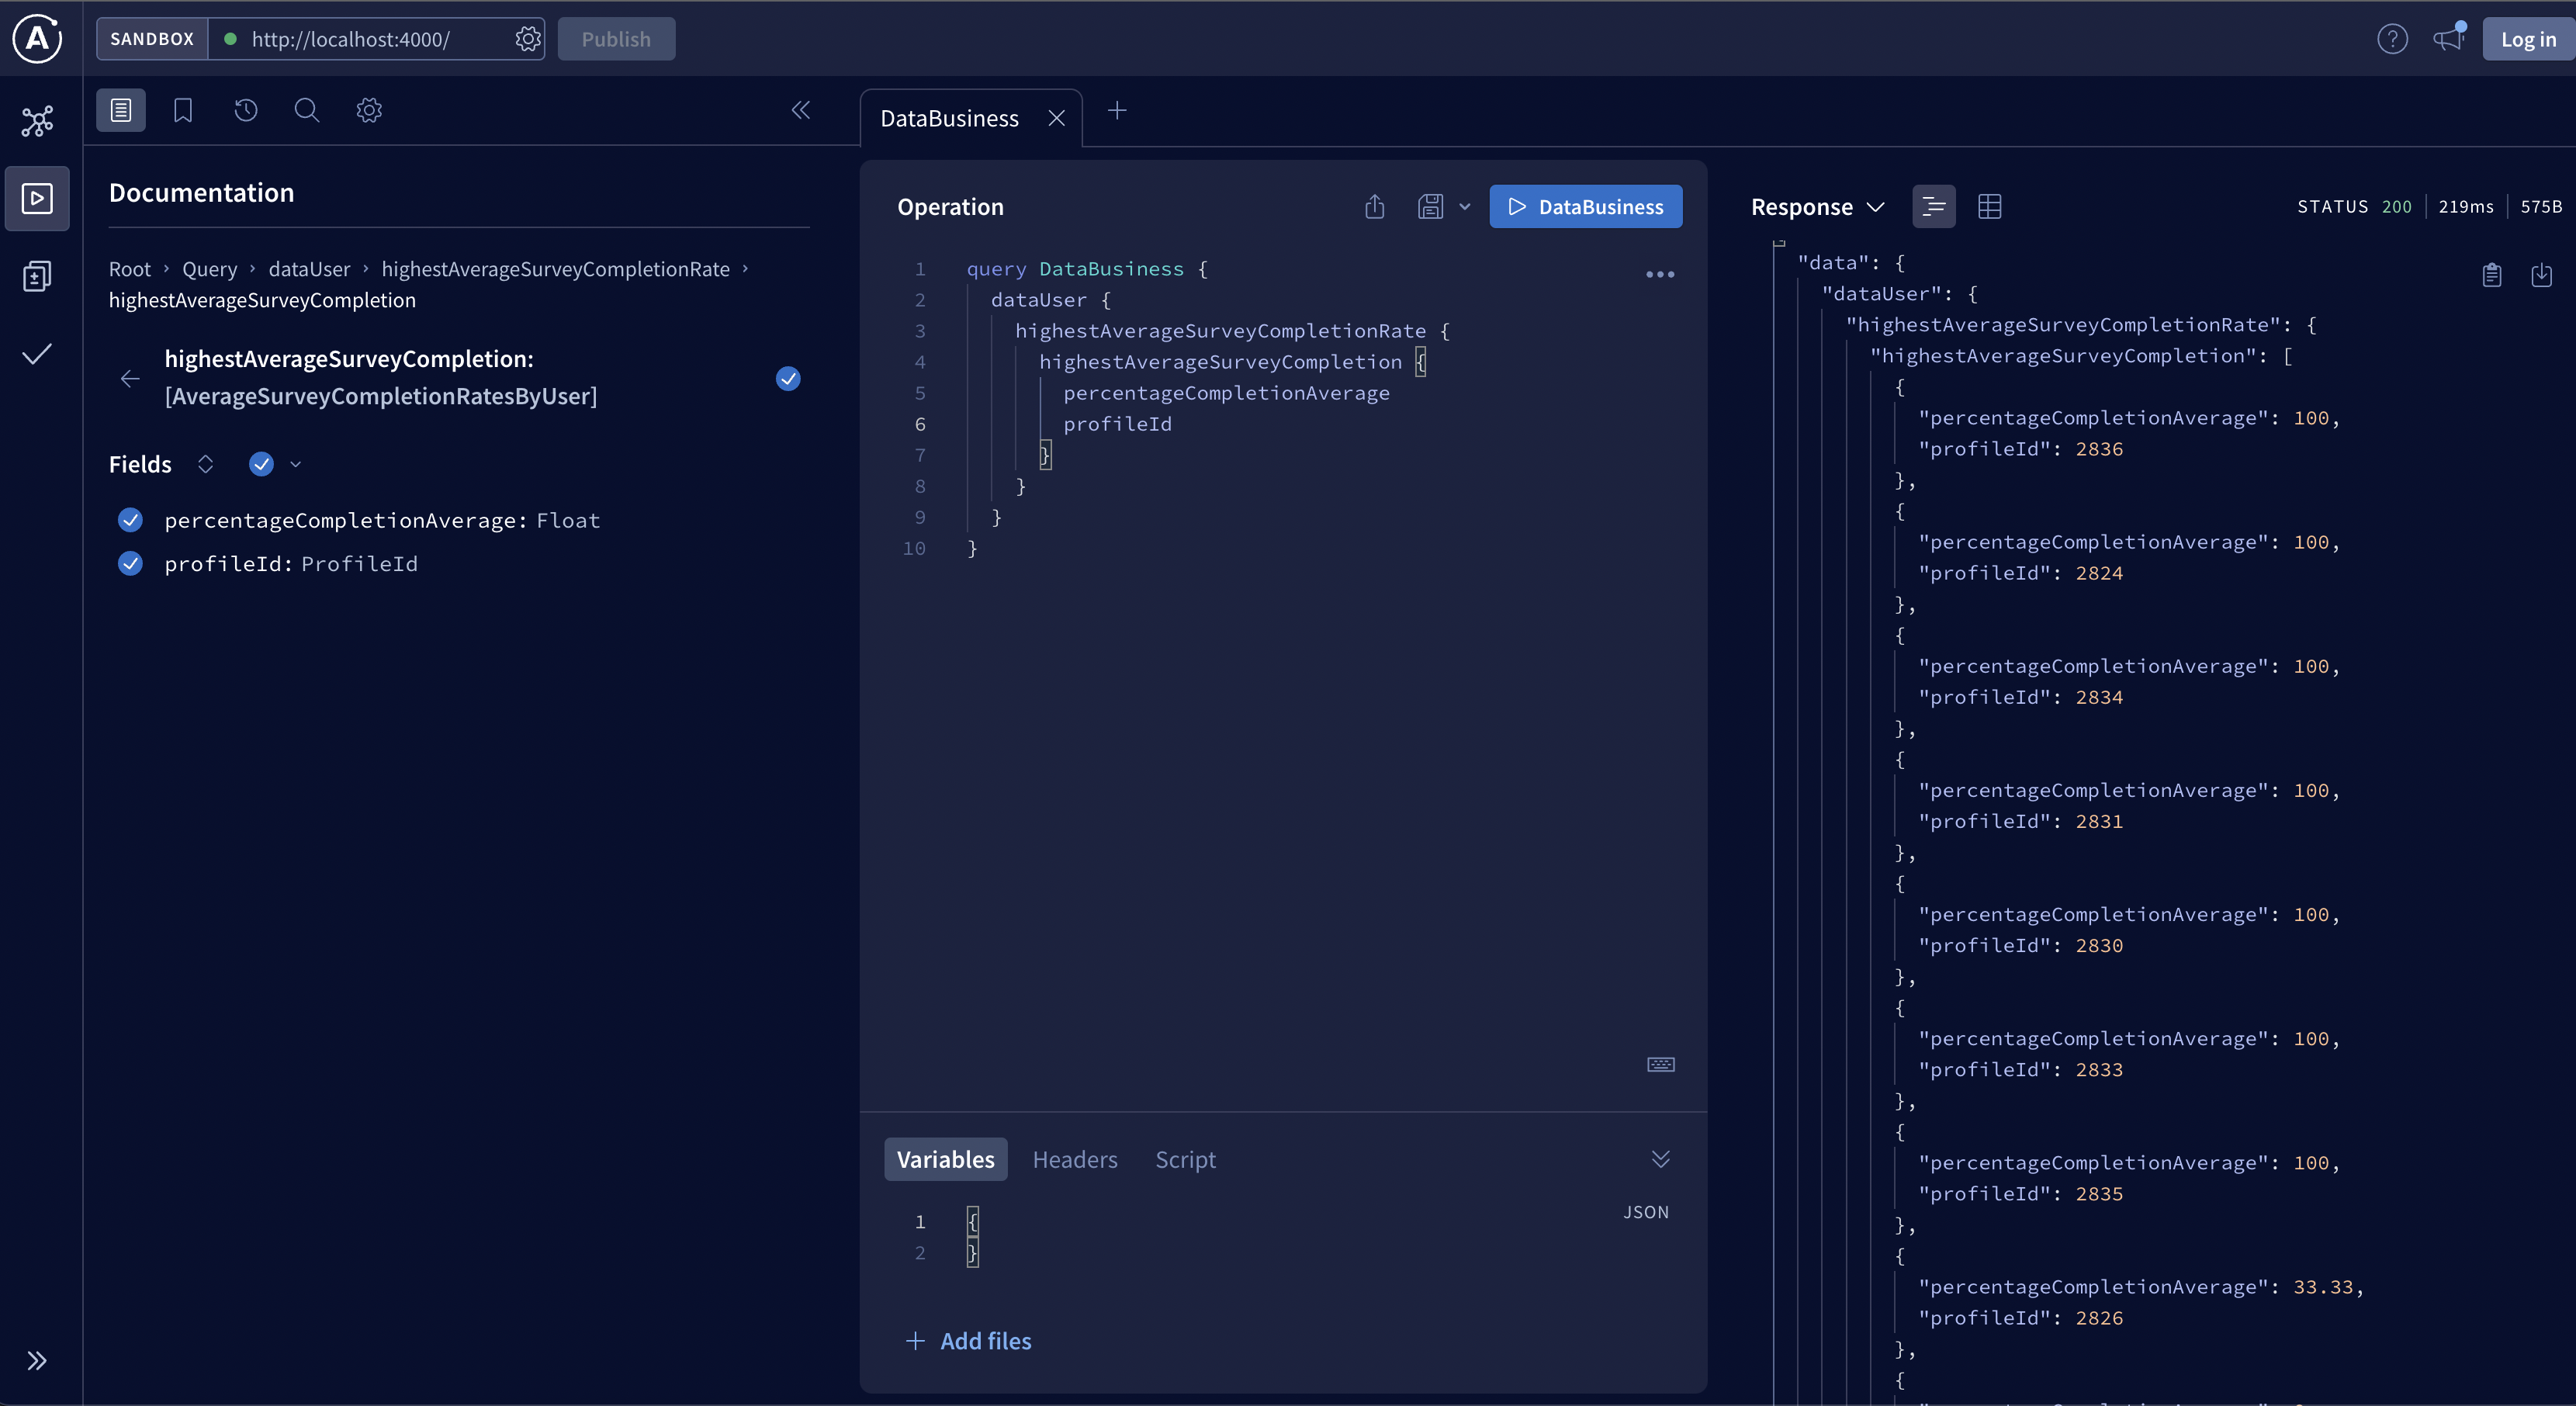 SANDBOX http://localhost:4000/ Publish Log in
Documentation
Root › Query › dataUser › highestAverageSurveyCompletionRate ›
highestAverageSurveyCompletion
highestAverageSurveyCompletion:
[AverageSurveyCompletionRatesByUser]
Fields
percentageCompletionAverage: Float
profileId: ProfileId
DataBusiness
Operation
DataBusiness
1 query DataBusiness {
2 dataUser {
3 highestAverageSurveyCompletionRate {
4 highestAverageSurveyCompletion {
5 percentageCompletionAverage
6 profileId
7 }
8 }
9 }
10 }
Variables Headers Script
JSON
1 {
2 }
+ Add files
Response STATUS 200 219ms 575B
"data": {
"dataUser": {
"highestAverageSurveyCompletionRate": {
"highestAverageSurveyCompletion": [
{
"percentageCompletionAverage": 100,
"profileId": 2836
},
{
"percentageCompletionAverage": 100,
"profileId": 2824
},
{
"percentageCompletionAverage": 100,
"profileId": 2834
},
{
"percentageCompletionAverage": 100,
"profileId": 2831
},
{
"percentageCompletionAverage": 100,
"profileId": 2830
},
{
"percentageCompletionAverage": 100,
"profileId": 2833
},
{
"percentageCompletionAverage": 100,
"profileId": 2835
},
{
"percentageCompletionAverage": 33.33,
"profileId": 2826
},
{